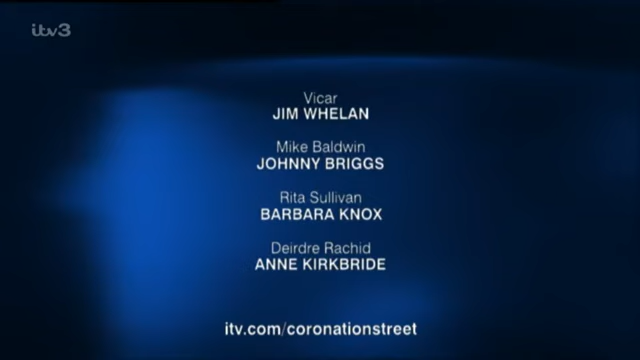 itv3
Vicar
JIM WHELAN
Mike Baldwin
JOHNNY BRIGGS
Rita Sullivan
BARBARA KNOX
Deirdre Rachid
ANNE KIRKBRIDE
itv.com/coronationstreet